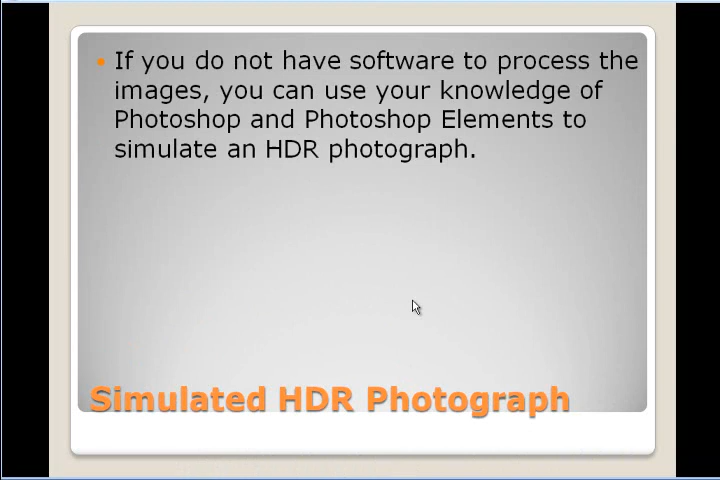 If you do not have software to process the
images, you can use your knowledge of
Photoshop and Photoshop Elements to
simulate an HDR photograph.
Simulated HDR Photograph